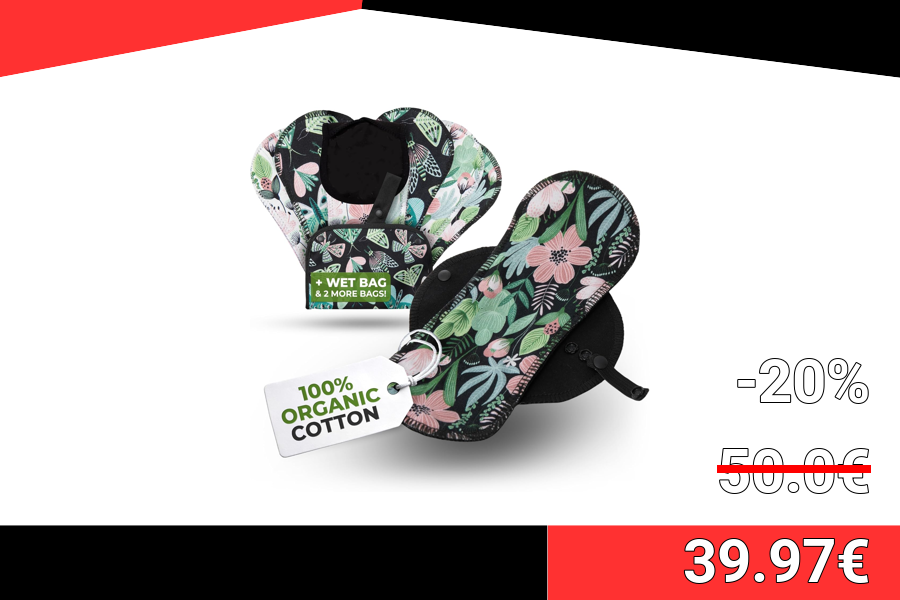 + WET BAG
& 2 MORE BAGS!
100%
ORGANIC
COTTON
-20%
50.0€
39.97€